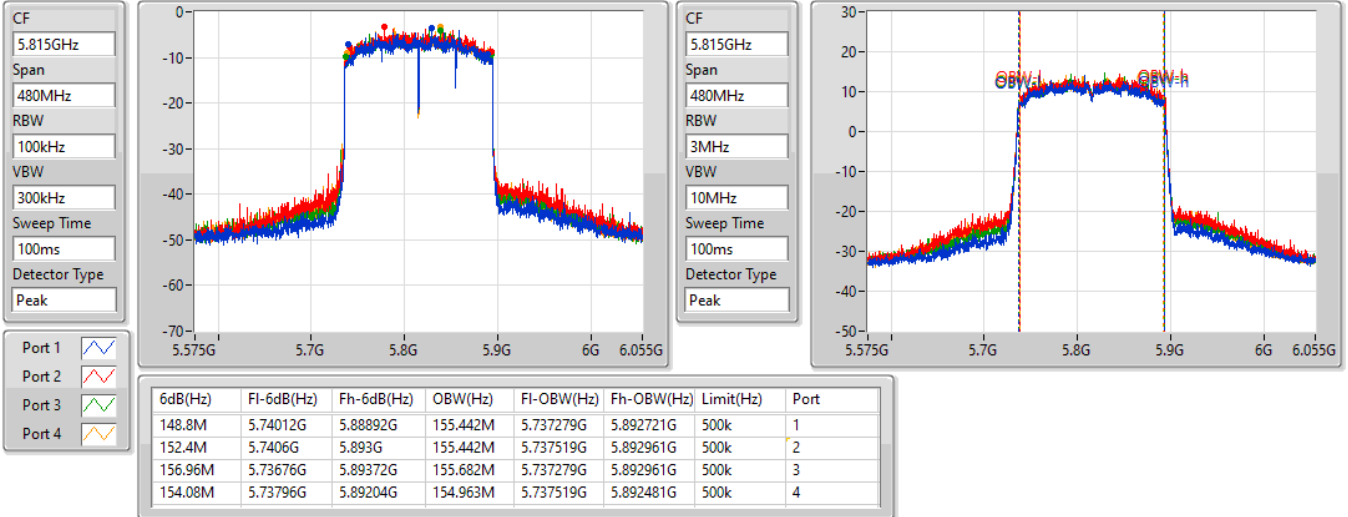 CF
5.815GHz
Span
480MHz
RBW
100kHz
VBW
300kHz
Sweep Time
100ms
Detector Type
Peak
0
-10
-20
-30
-40
-50
-60
-70
5.575G 5.7G 5.8G 5.9G 6G 6.055G
CF
5.815GHz
Span
480MHz
RBW
3MHz
VBW
10MHz
Sweep Time
100ms
Detector Type
Peak
30
20
10
0
-10
-20
-30
-40
-50
OBW-l OBW-h
5.575G 5.7G 5.8G 5.9G 6G 6.055G
Port 1
Port 2
Port 3
Port 4
6dB(Hz) Fl-6dB(Hz) Fh-6dB(Hz) OBW(Hz) Fl-OBW(Hz) Fh-OBW(Hz) Limit(Hz) Port
148.8M 5.74012G 5.88892G 155.442M 5.737279G 5.892721G 500k 1
152.4M 5.7406G 5.893G 155.442M 5.737519G 5.892961G 500k 2
156.96M 5.73676G 5.89372G 155.682M 5.737279G 5.892961G 500k 3
154.08M 5.73796G 5.89204G 154.963M 5.737519G 5.892481G 500k 4